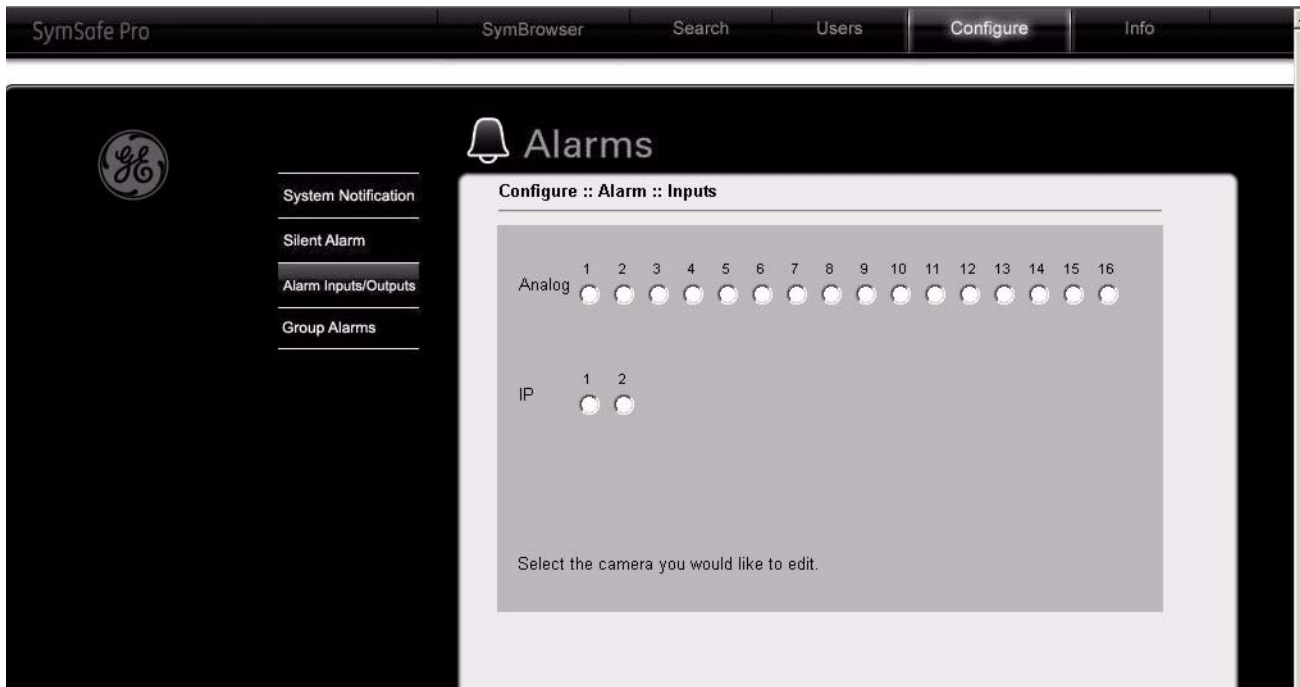 SymSafe Pro SymBrowser Search Users Configure Info
GE
Alarms
System Notification
Silent Alarm
Alarm Inputs/Outputs
Group Alarms
Configure :: Alarm :: Inputs
1 2 3 4 5 6 7 8 9 10 11 12 13 14 15 16
Analog
1 2
IP
Select the camera you would like to edit.